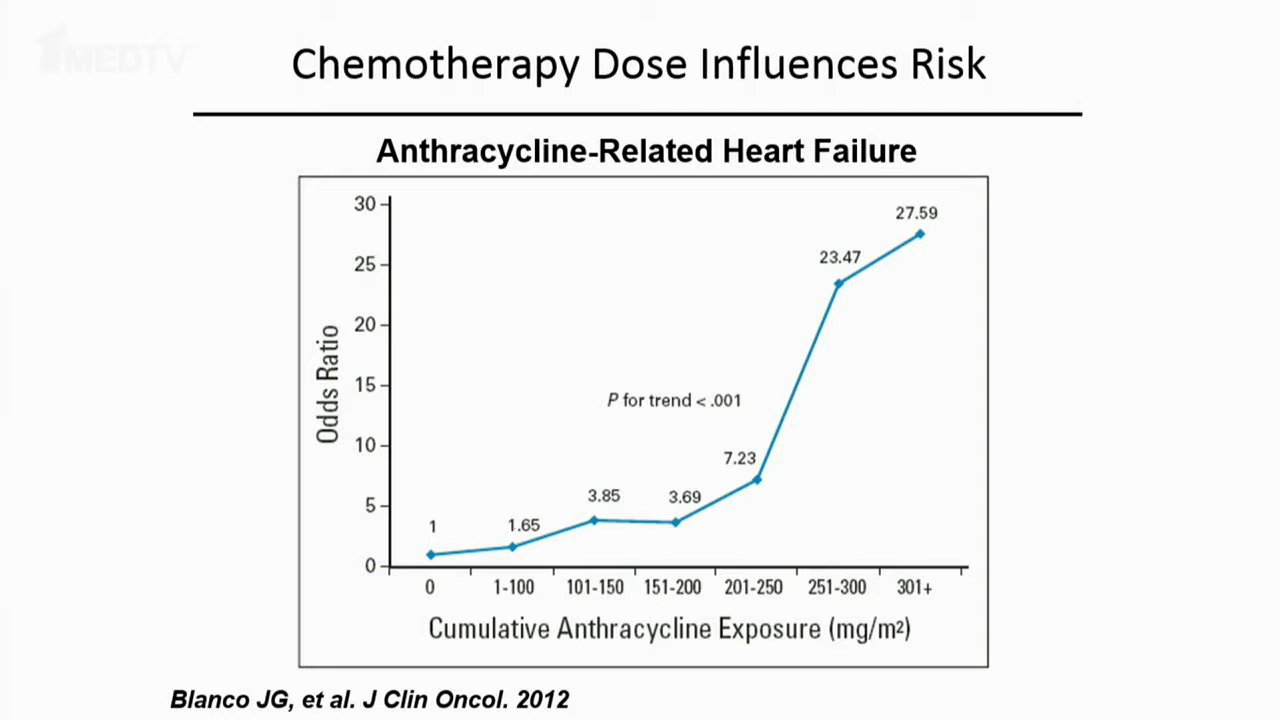 1MEDTV
Chemotherapy Dose Influences Risk
Anthracycline-Related Heart Failure
30
25
20
15
10
5
0
Odds Ratio
1
1.65
3.85
3.69
7.23
23.47
27.59
P for trend < .001
0 1-100 101-150 151-200 201-250 251-300 301+
Cumulative Anthracycline Exposure (mg/m²)
Blanco JG, et al. J Clin Oncol. 2012